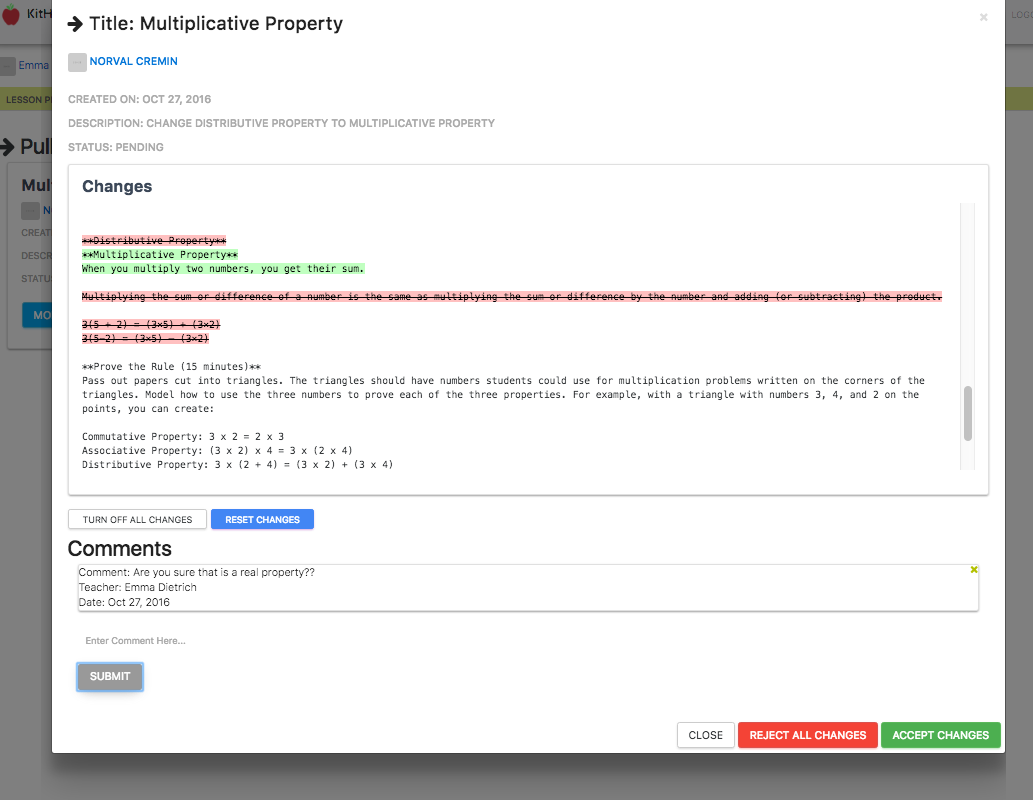 KitH
→ Title: Multiplicative Property
×
LOGO
Emma
NORVAL CREMIN
LESSON P
CREATED ON: OCT 27, 2016
DESCRIPTION: CHANGE DISTRIBUTIVE PROPERTY TO MULTIPLICATIVE PROPERTY
→ Pull
STATUS: PENDING
Mul
N
CREAT
DESCR
STATU
MO
Changes
**Distributive Property**
**Multiplicative Property**
When you multiply two numbers, you get their sum.
Multiplying the sum or difference of a number is the same as multiplying the sum or difference by the number and adding (or subtracting) the product.
3(5 + 2) = (3×5) + (3×2)
3(5-2) = (3×5) - (3×2)
**Prove the Rule (15 minutes)**
Pass out papers cut into triangles. The triangles should have numbers students could use for multiplication problems written on the corners of the
triangles. Model how to use the three numbers to prove each of the three properties. For example, with a triangle with numbers 3, 4, and 2 on the
points, you can create:
Commutative Property: 3 x 2 = 2 x 3
Associative Property: (3 x 2) x 4 = 3 x (2 x 4)
Distributive Property: 3 x (2 + 4) = (3 x 2) + (3 x 4)
TURN OFF ALL CHANGES
RESET CHANGES
Comments
Comment: Are you sure that is a real property??
Teacher: Emma Dietrich
Date: Oct 27, 2016
Enter Comment Here...
SUBMIT
CLOSE
REJECT ALL CHANGES
ACCEPT CHANGES